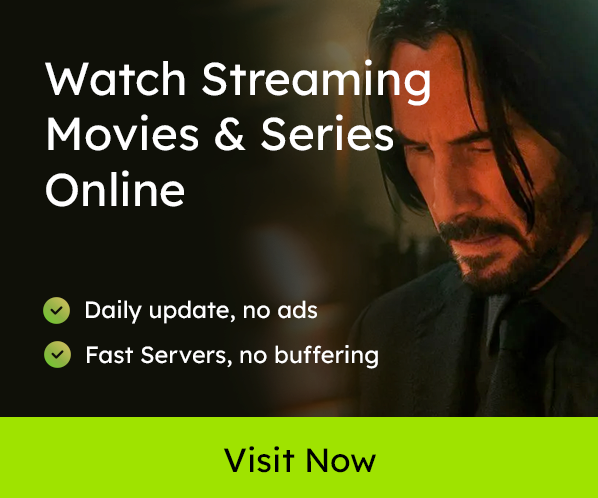 Watch Streaming
Movies & Series
Online
Daily update, no ads
Fast Servers, no buffering
Visit Now